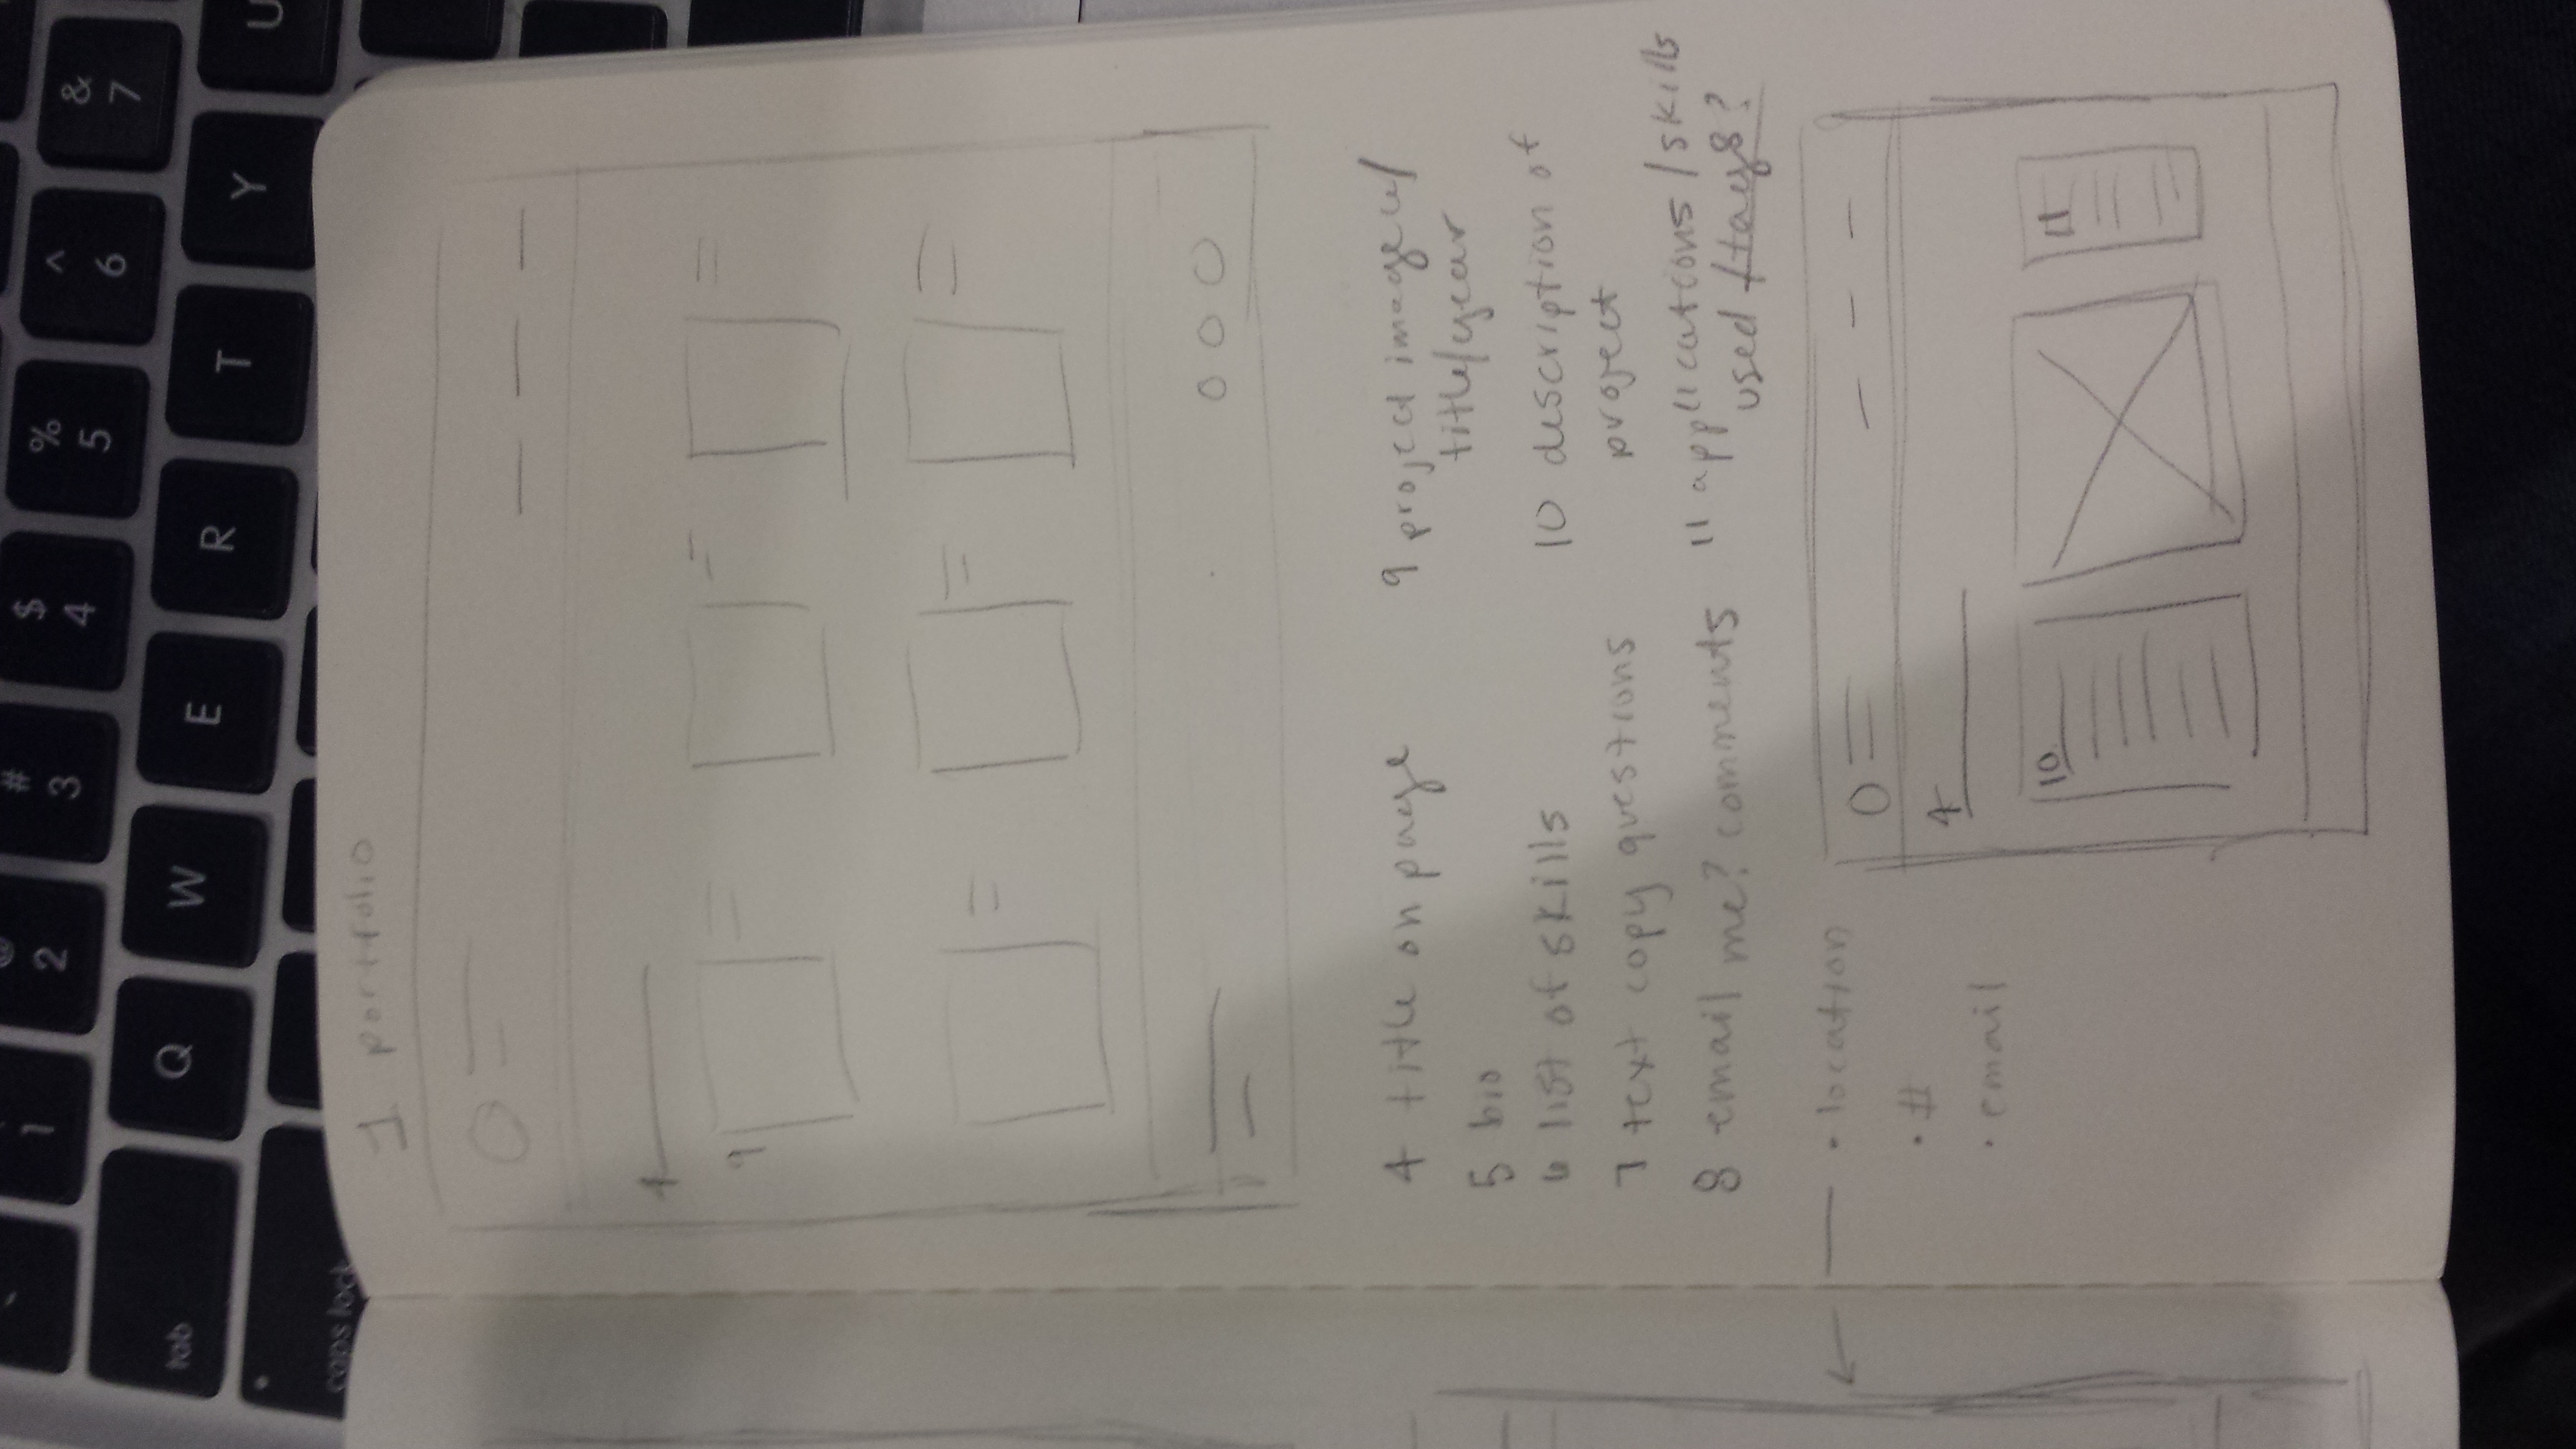 1
@ 2
# 3
$ 4
% 5
^ 6
& 7
tab
Q
W
E
R
T
Y
U
caps lock
1 portfolio
4
9
4 title on page
5 bio
6 list of skills
7 text copy questions
8 email me? comments
9 project image w/
title/year
10 description of
project
11 applications/skills
used /tags?
• location
• #
• email
4
10
11